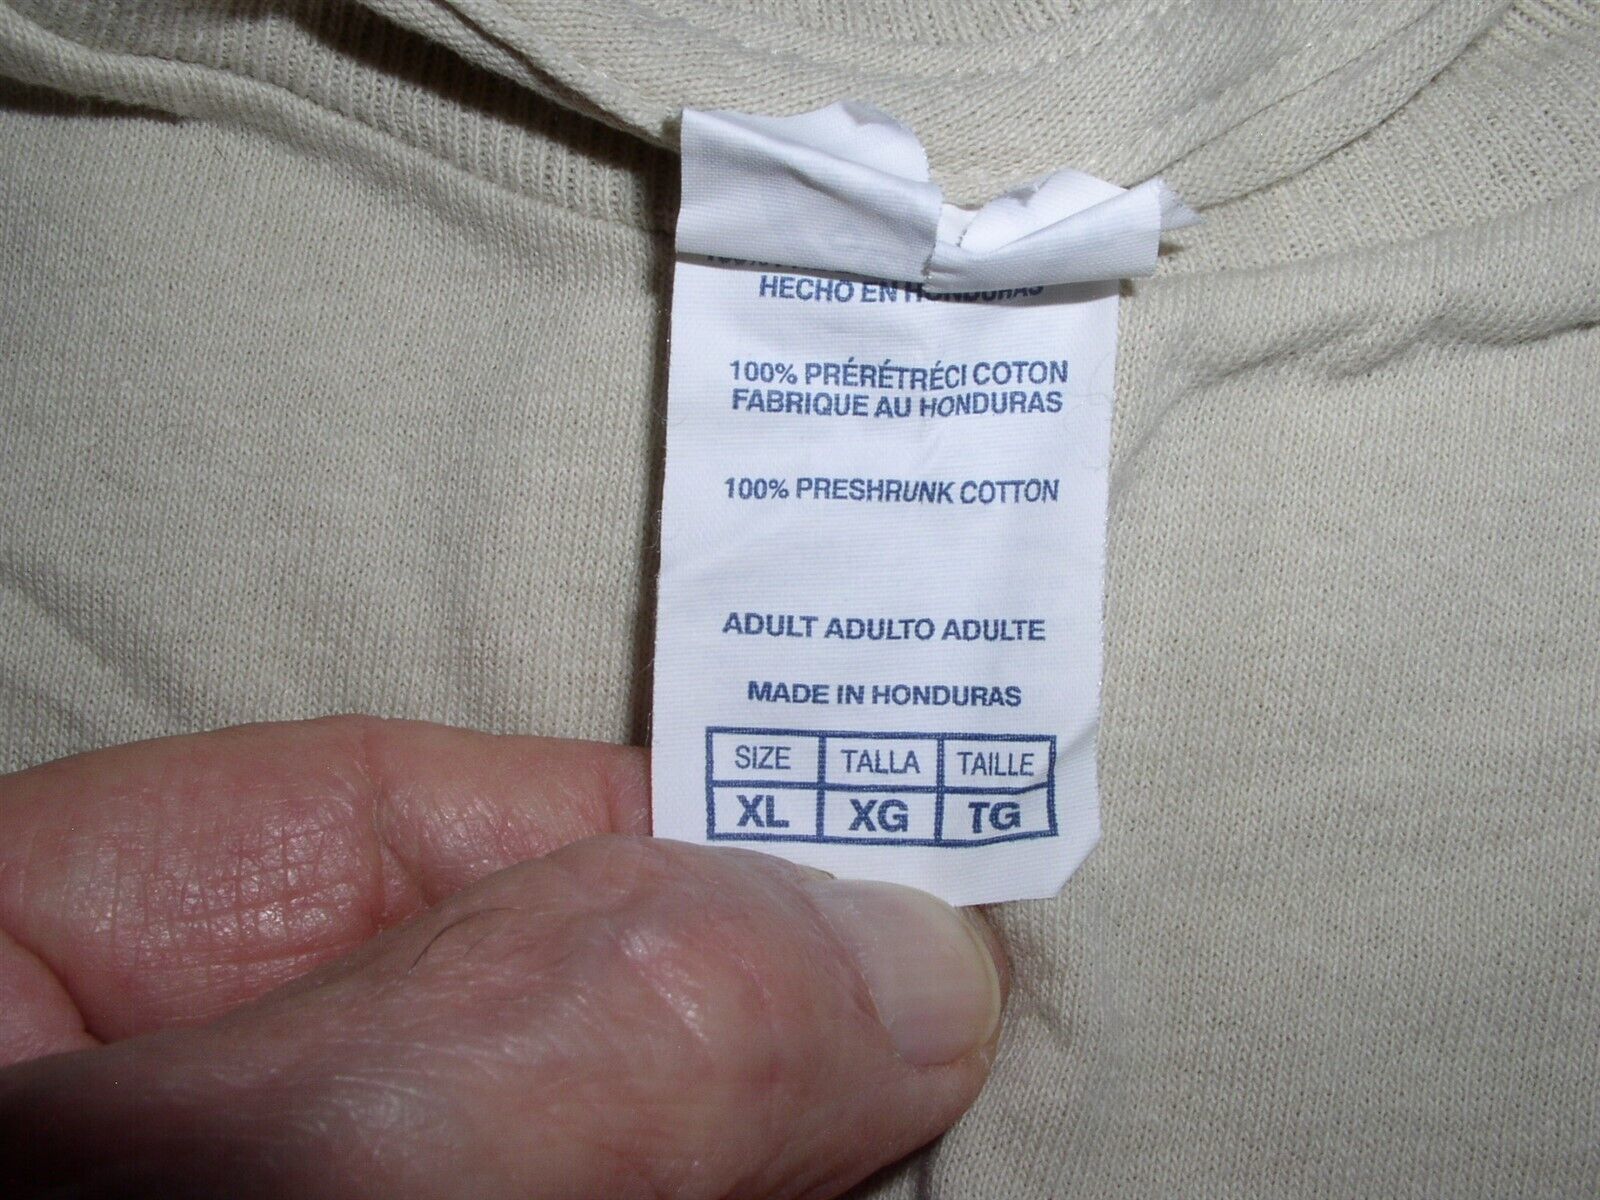 100%
HECHO EN HONDURAS
100% PRÉRÉTRÉCI COTON
FABRIQUE AU HONDURAS
100% PRESHRUNK COTTON
ADULT ADULTO ADULTE
MADE IN HONDURAS
SIZE TALLA TAILLE
XL XG TG